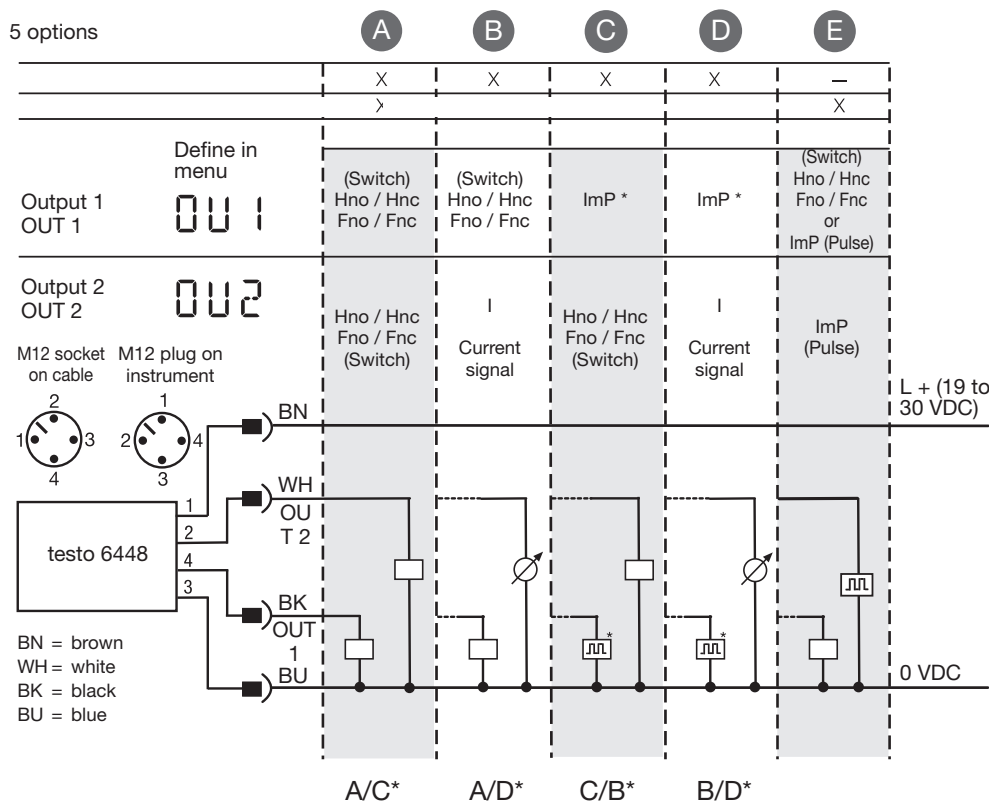 5 options
A B C D E
X X X X —
X X
Define in
menu
Output 1
OUT 1
OU1
(Switch)
Hno / Hnc
Fno / Fnc
(Switch)
Hno / Hnc
Fno / Fnc
ImP *
ImP *
(Switch)
Hno / Hnc
Fno / Fnc
or
ImP (Pulse)
Output 2
OUT 2
OU2
Hno / Hnc
Fno / Fnc
(Switch)
I
Current
signal
Hno / Hnc
Fno / Fnc
(Switch)
I
Current
signal
ImP
(Pulse)
M12 socket
on cable
2
1 3
4
M12 plug on
instrument
1
2 4
3
BN
L + (19 to
30 VDC)
WH
OU
T 2
testo 6448
1
2
4
3
BK
OUT
1
BU
* *
0 VDC
BN = brown
WH = white
BK = black
BU = blue
A/C* A/D* C/B* B/D*